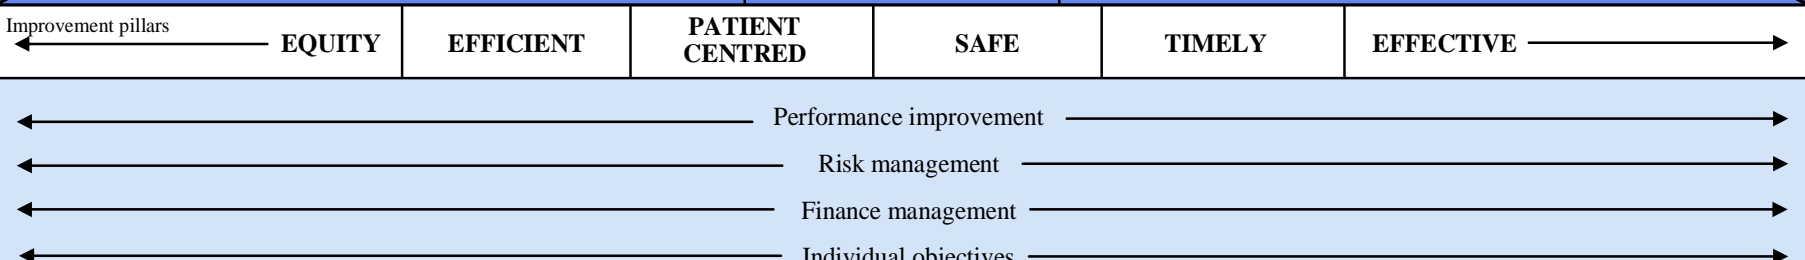 Improvement pillars
EQUITY
EFFICIENT
PATIENT
CENTRED
SAFE
TIMELY
EFFECTIVE
Performance improvement
Risk management
Finance management
Individual objectives